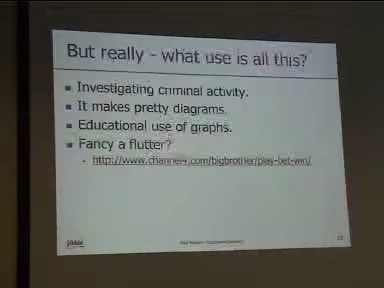 But really - what use is all this?
Investigating criminal activity.
It makes pretty diagrams.
Educational use of graphs.
Fancy a flutter?
http://www.channel4.com/bigbrother/play-bet-win/